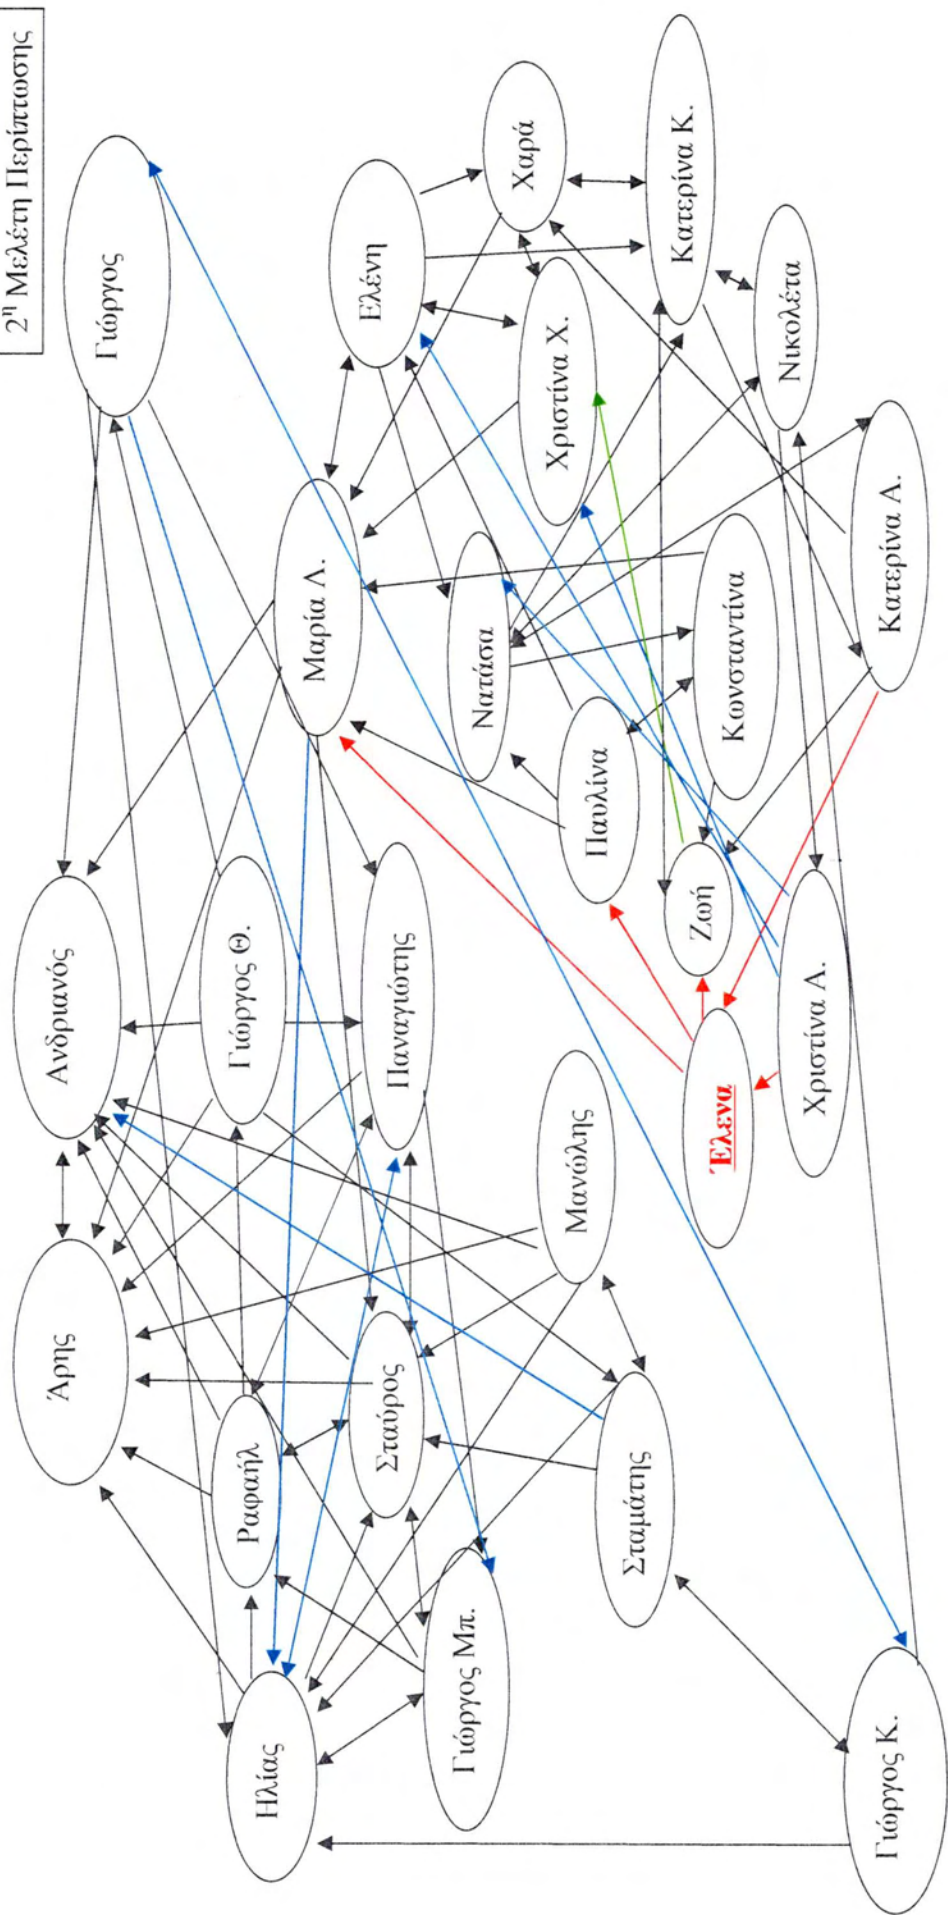 2η Μελέτη Περίπτωσης
Άρης
Ανδριανός
Γιώργος
Ηλίας
Ραφαήλ
Γιώργος Θ.
Μαρία Λ.
Ελένη
Σταύρος
Παναγιώτης
Γιώργος Μπ.
Νατάσα
Χριστίνα Χ.
Χαρά
Μανώλης
Παυλίνα
Σταμάτης
Ζωή
Κωνσταντίνα
Κατερίνα Κ.
Έλενα
Νικολέτα
Χριστίνα Α.
Κατερίνα Α.
Γιώργος Κ.